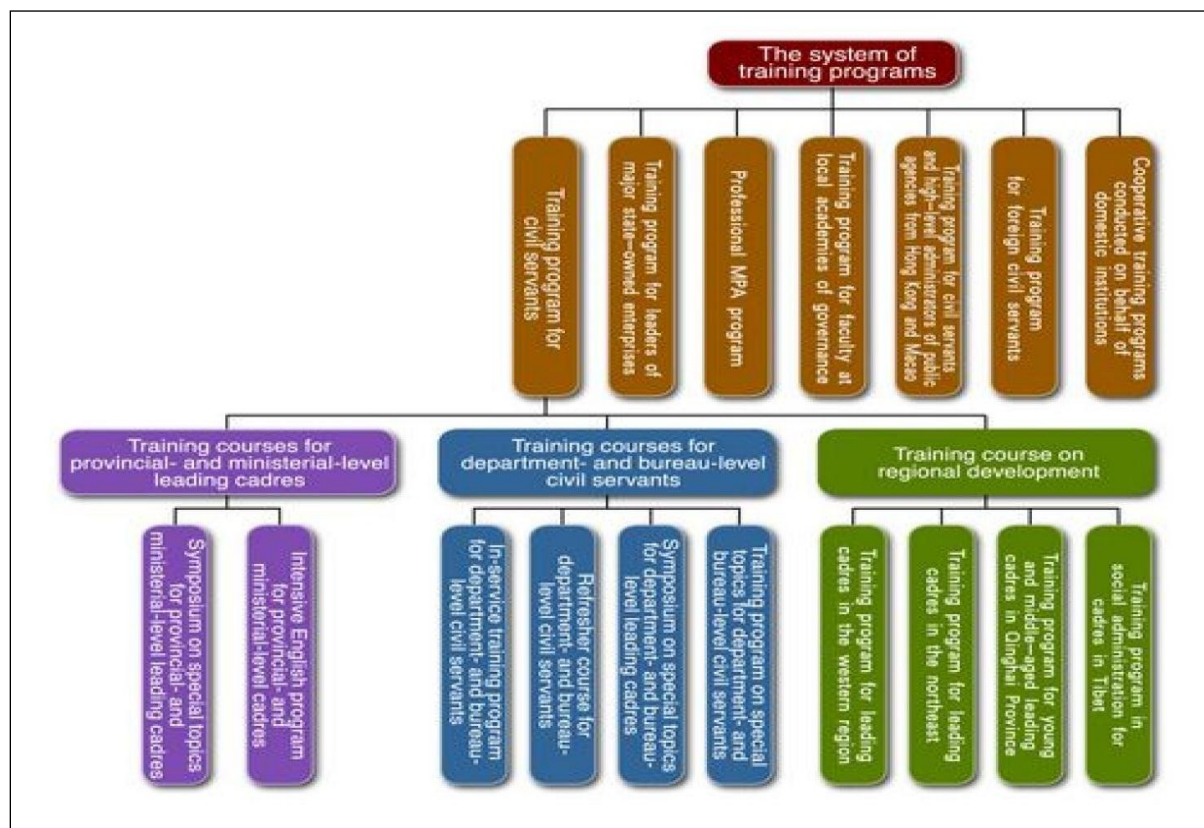 The system of
training programs
Training program for
civil servants
Training program for leaders of
major state-owned enterprises
Professional MPA program
Training program for faculty at
local academies of governance
Training program for civil servants
and high-level administrators of public
agencies from Hong Kong and Macao
Training program
for foreign civil servants
Cooperative training programs
conducted on behalf of
domestic institutions
Training courses for
provincial- and ministerial-level
leading cadres
Training courses for
department- and bureau-level
civil servants
Training course on
regional development
Symposium on special topics
for provincial- and
ministerial-level leading cadres
Intensive English program
for provincial- and
ministerial-level cadres
In-service training program
for department- and bureau-
level civil servants
Refresher course for
department- and bureau-
level civil servants
Symposium on special topics
for department- and bureau-
level leading cadres
Training program on special
topics for department- and
bureau-level civil servants
Training program for leading
cadres in the western region
Training program for leading
cadres in the northeast
Training program for young
and middle-aged leading
cadres in Qinghai Province
Training program in
social administration for
cadres in Tibet